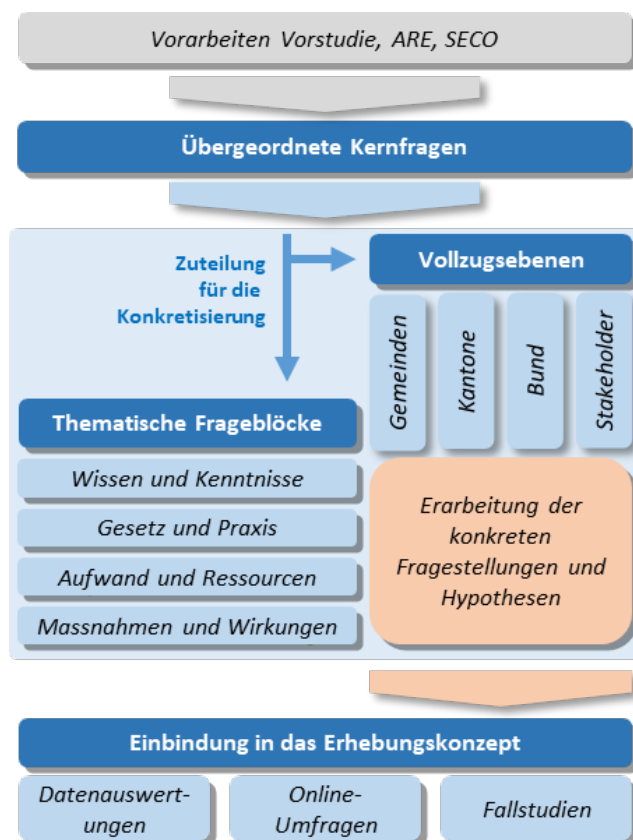 Vorarbeiten Vorstudie, ARE, SECO
Übergeordnete Kernfragen
Zuteilung
für die
Konkretisierung
Vollzugsebenen
Gemeinden
Kantone
Bund
Stakeholder
Thematische Frageblöcke
Wissen und Kenntnisse
Gesetz und Praxis
Aufwand und Ressourcen
Massnahmen und Wirkungen
Erarbeitung der
konkreten
Fragestellungen und
Hypothesen
Einbindung in das Erhebungskonzept
Datenauswert-
ungen
Online-
Umfragen
Fallstudien